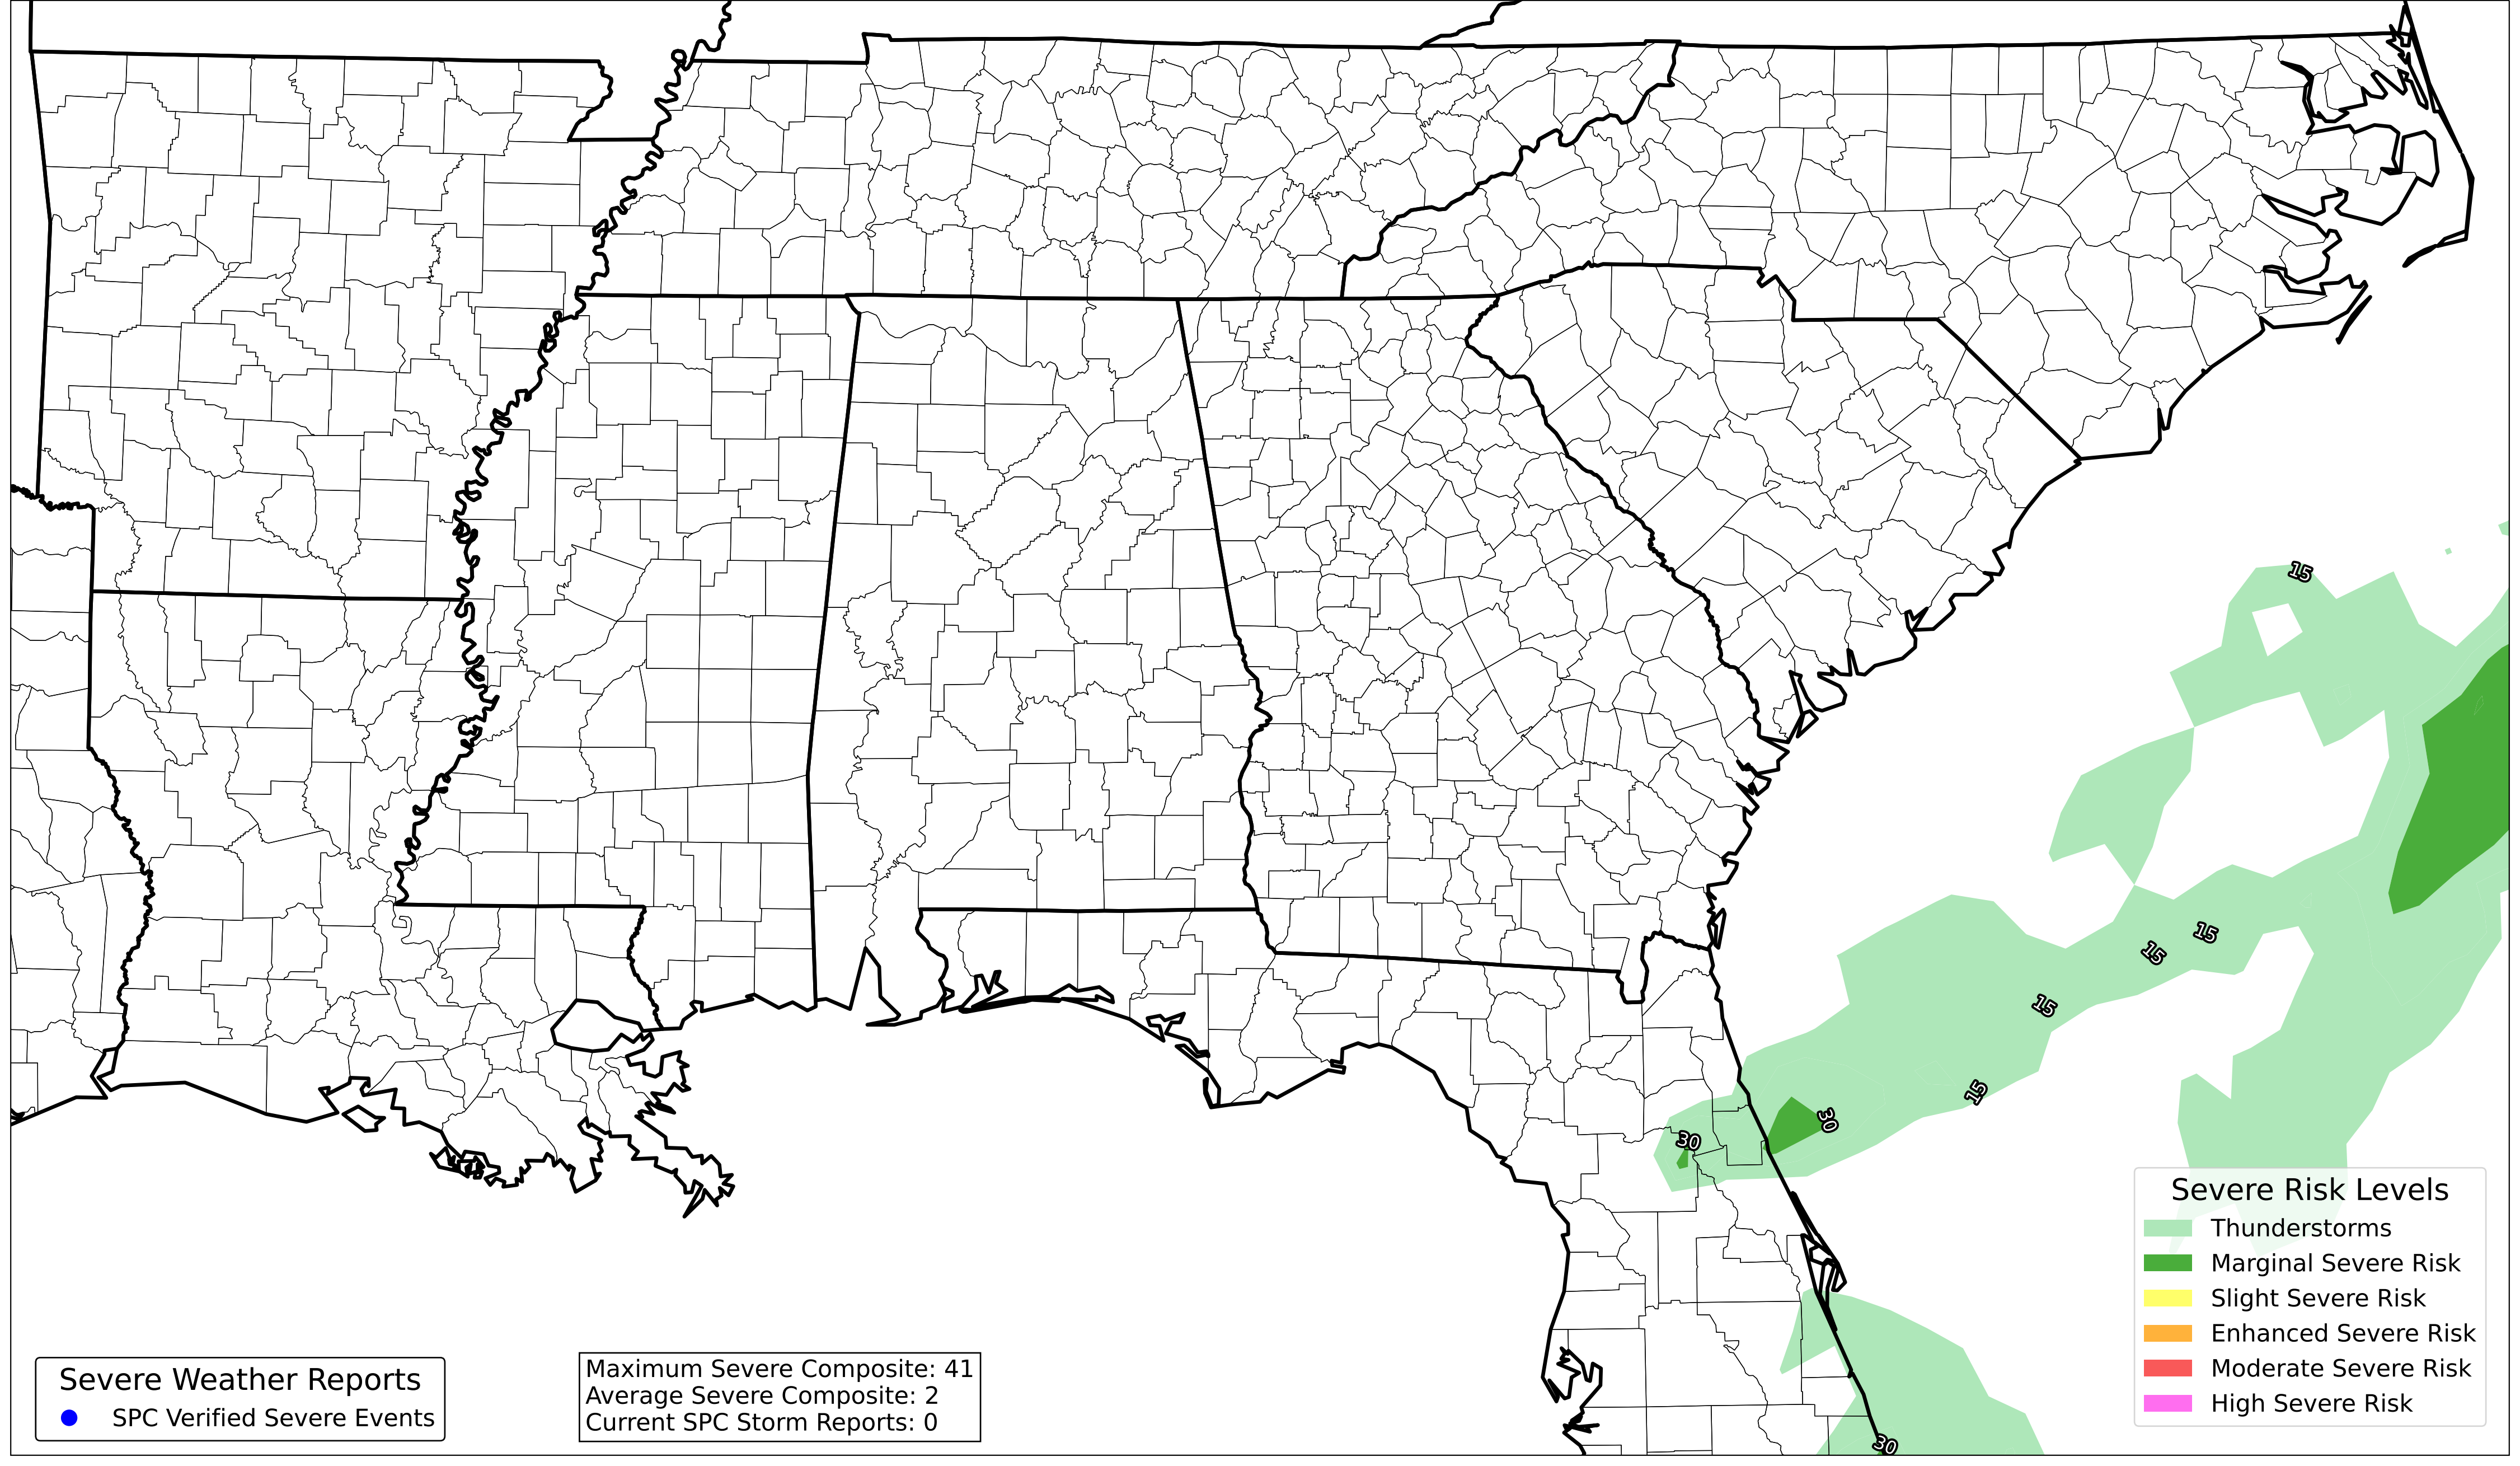 15
15
15
15
15
30
30
30
Severe Risk Levels
Thunderstorms
Marginal Severe Risk
Slight Severe Risk
Enhanced Severe Risk
Moderate Severe Risk
High Severe Risk
Severe Weather Reports
SPC Verified Severe Events
Maximum Severe Composite: 41
Average Severe Composite: 2
Current SPC Storm Reports: 0